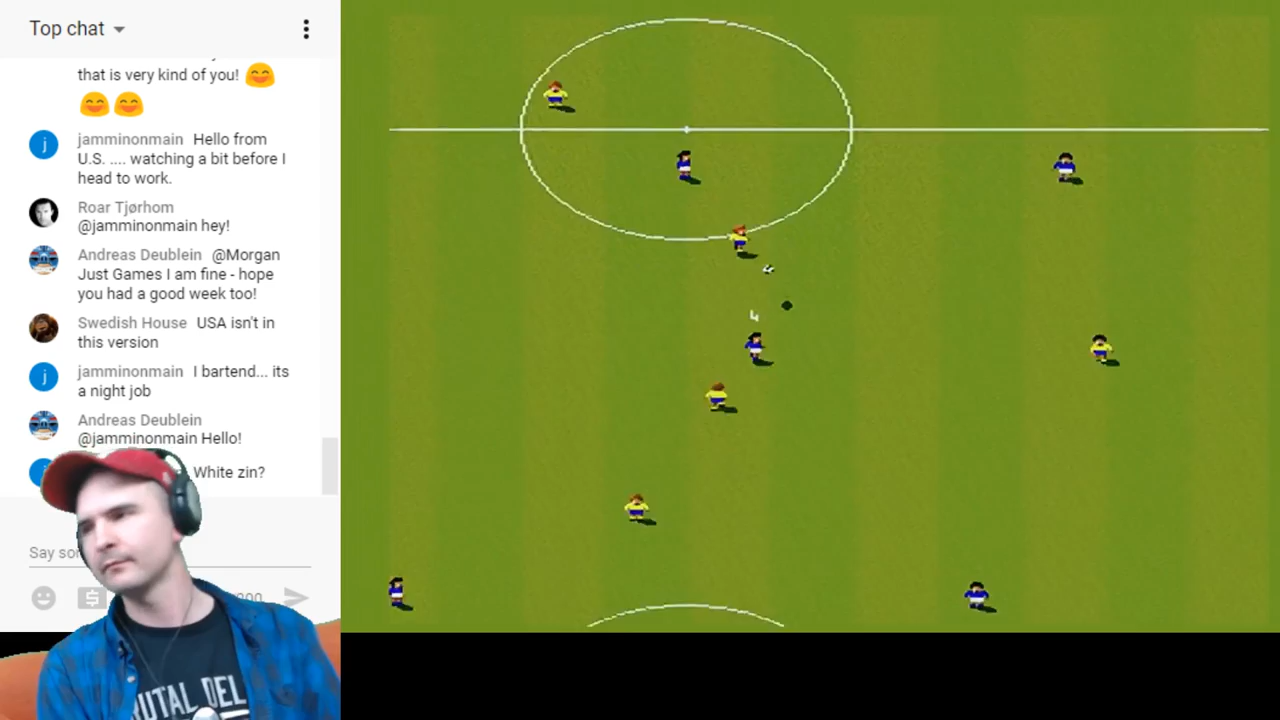 Top chat
that is very kind of you!
jamminonmain Hello from
U.S. .... watching a bit before I
head to work.
Roar Tjørhom
@jamminonmain hey!
Andreas Deublein @Morgan
Just Games I am fine - hope
you had a good week too!
Swedish House USA isn't in
this version
jamminonmain I bartend... its
a night job
Andreas Deublein
@jamminonmain Hello!
White zin?
4